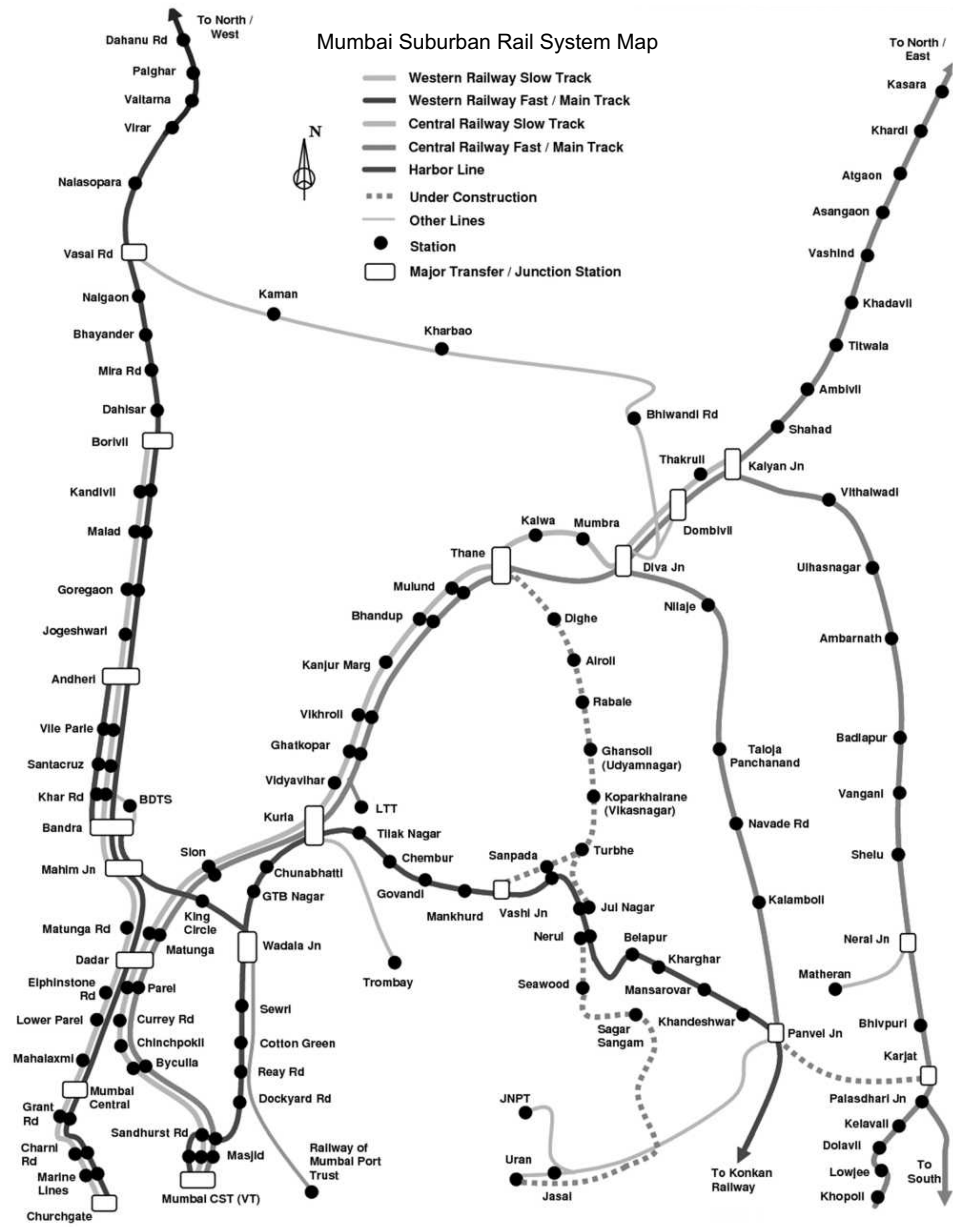 Mumbai Suburban Rail System Map
To North /
West
To North /
East
Western Railway Slow Track
Western Railway Fast / Main Track
Central Railway Slow Track
Central Railway Fast / Main Track
Harbor Line
Under Construction
Other Lines
Station
Major Transfer / Junction Station
N
Dahanu Rd
Palghar
Vaitarna
Virar
Nalasopara
Vasai Rd
Naigaon
Bhayander
Mira Rd
Dahisar
Borivli
Kandivli
Malad
Goregaon
Jogeshwari
Andheri
Vile Parle
Santacruz
Khar Rd
BDTS
Bandra
Mahim Jn
Matunga Rd
Dadar
Elphinstone
Rd
Lower Parel
Mahalaxmi
Mumbai
Central
Grant
Rd
Charni
Rd
Marine
Lines
Churchgate
Kaman
Kharbao
Bhiwandi Rd
Kasara
Khardi
Atgaon
Asangaon
Vashind
Khadavli
Titwala
Ambivli
Shahad
Kalyan Jn
Thakruli
Dombivli
Diva Jn
Mumbra
Kalwa
Thane
Mulund
Bhandup
Kanjur Marg
Vikhroli
Ghatkopar
Vidyavihar
LTT
Kurla
Sion
Matunga
Parel
Currey Rd
Chinchpokli
Byculla
Sandhurst Rd
Masjid
Mumbai CST (VT)
King
Circle
Chunabhatti
GTB Nagar
Wadala Jn
Sewri
Cotton Green
Reay Rd
Dockyard Rd
Railway of
Mumbai Port
Trust
Tilak Nagar
Chembur
Govandi
Mankhurd
Trombay
Vashi Jn
Sanpada
Turbhe
Jui Nagar
Nerul
Seawood
Belapur
Kharghar
Mansarovar
Khandeshwar
Panvel Jn
Sagar
Sangam
JNPT
Uran
Jasai
To Konkan
Railway
Dighe
Airoli
Rabale
Ghansoli
(Udyamnagar)
Koparkhairane
(Vikasnagar)
Nilaje
Taloja
Panchanand
Navade Rd
Kalamboli
Vithalwadi
Ulhasnagar
Ambarnath
Badlapur
Vangani
Shelu
Neral Jn
Matheran
Bhivpuri
Karjat
Palasdhari Jn
Kelavali
Dolavli
Lowjee
Khopoli
To
South